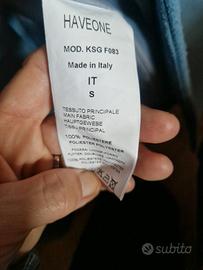 HAVEONE
MOD. KSG F083
Made in Italy
IT
S
TESSUTO PRINCIPALE
MAIN FABRIC
HAUPTGEWEBE
TISSU PRINCIPAL
100% POLIESTERE
POLIESTER POLYESTER
subito